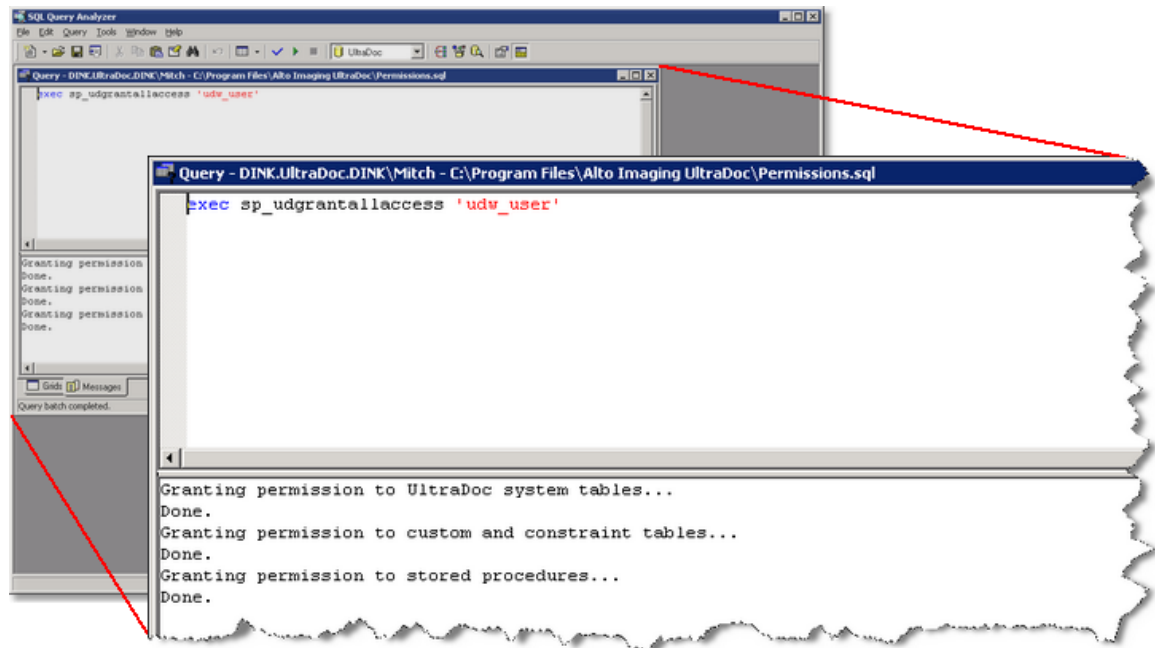 SQL Query Analyzer
File Edit Query Tools Window Help
UltraDoc
Query - DINK.UltraDoc.DINK\Mitch - C:\Program Files\Alto Imaging UltraDoc\Permissions.sql
exec sp_udgrantallaccess 'udw_user'
Granting permission
Done.
Granting permission
Done.
Granting permission
Done.
Grids Messages
Query batch completed.
Query - DINK.UltraDoc.DINK\Mitch - C:\Program Files\Alto Imaging UltraDoc\Permissions.sql
exec sp_udgrantallaccess 'udw_user'
Granting permission to UltraDoc system tables...
Done.
Granting permission to custom and constraint tables...
Done.
Granting permission to stored procedures...
Done.